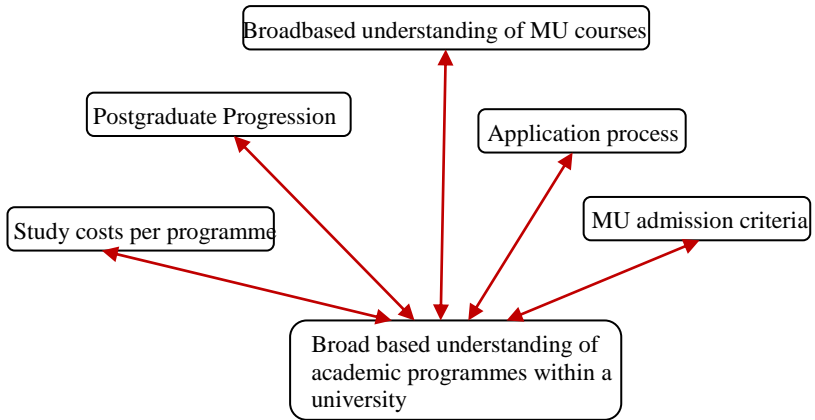 Broadbased understanding of MU courses
Postgraduate Progression
Application process
Study costs per programme
MU admission criteria
Broad based understanding of
academic programmes within a
university